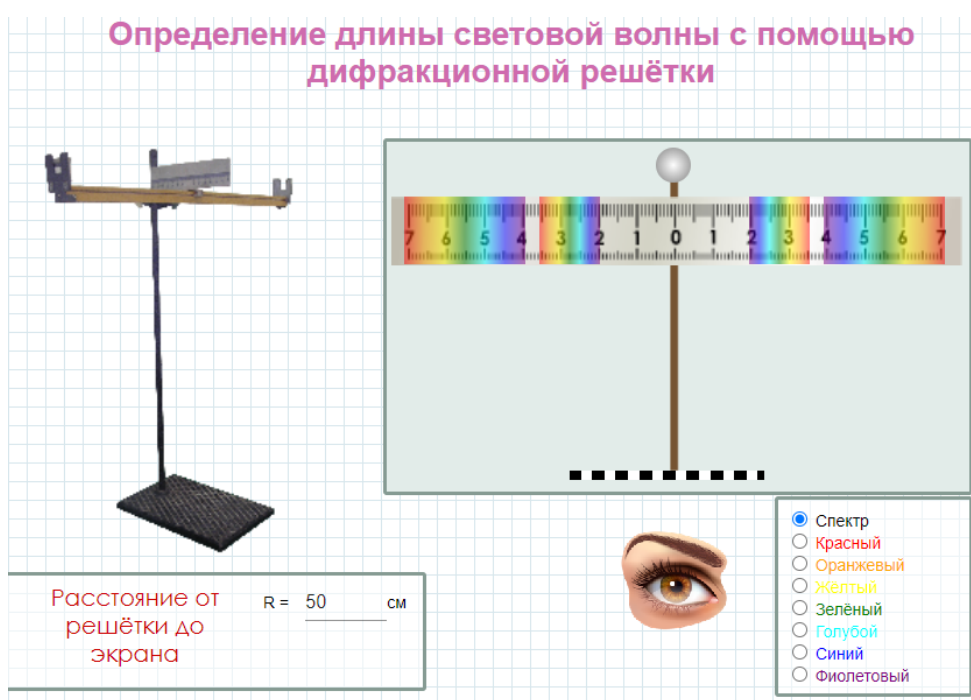 Определение длины световой волны с помощью
дифракционной решётки
7 6 5 4 3 2 1 0 1 2 3 4 5 6 7
Спектр
Красный
Оранжевый
Жёлтый
Зелёный
Голубой
Синий
Фиолетовый
Расстояние от
решётки до
экрана
R = 50 см